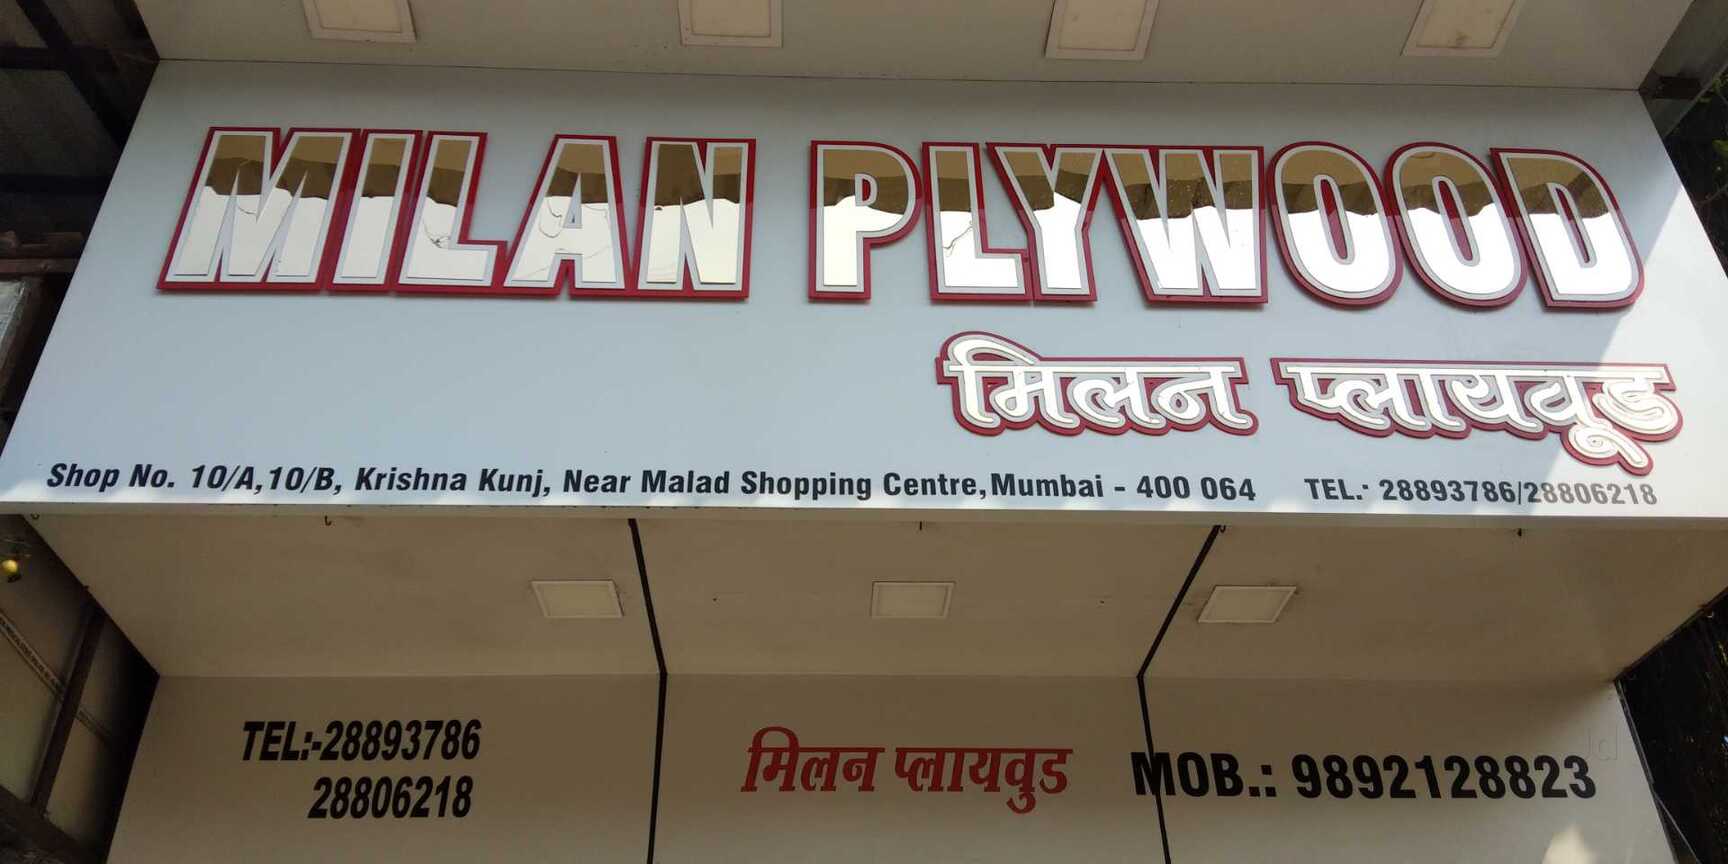 MILAN PLYWOOD
मिलन प्लायवूड
Shop No. 10/A,10/B, Krishna Kunj, Near Malad Shopping Centre, Mumbai - 400 064 TEL.: 28893786/28806218
TEL:-28893786
28806218
मिलन प्लायवुड
MOB.: 9892128823